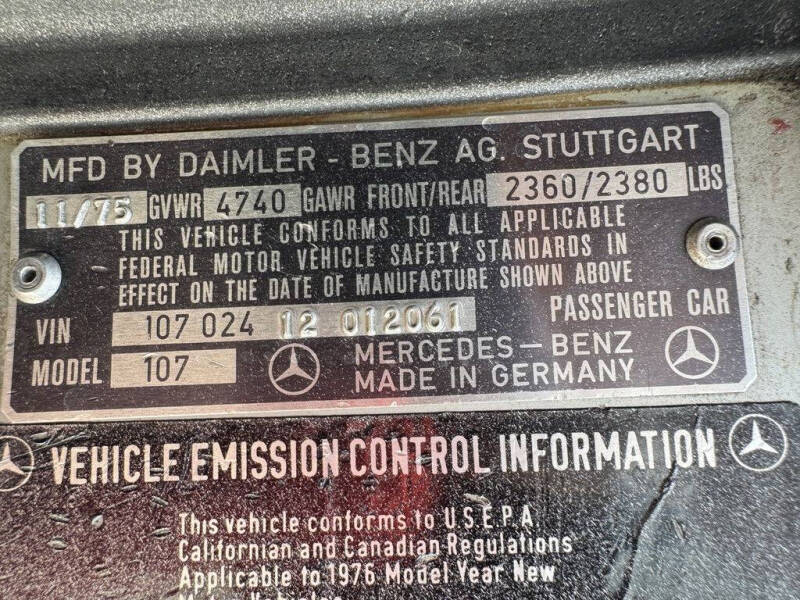 MFD BY DAIMLER - BENZ AG. STUTTGART
11/75 GVWR 4740 GAWR FRONT/REAR 2360/2380 LBS
THIS VEHICLE CONFORMS TO ALL APPLICABLE
FEDERAL MOTOR VEHICLE SAFETY STANDARDS IN
EFFECT ON THE DATE OF MANUFACTURE SHOWN ABOVE
VIN 107 024 12 012061 PASSENGER CAR
MODEL 107 MERCEDES-BENZ
MADE IN GERMANY
VEHICLE EMISSION CONTROL INFORMATION
This vehicle conforms to U.S.E.P.A.
Californian and Canadian Regulations
Applicable to 1976 Model Year New